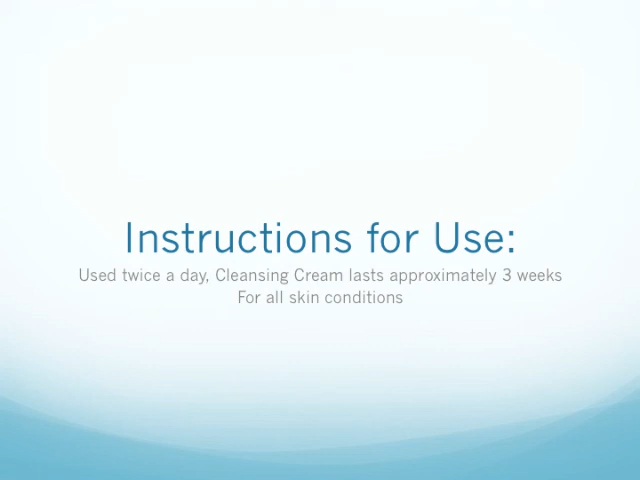 Instructions for Use:
Used twice a day, Cleansing Cream lasts approximately 3 weeks
For all skin conditions